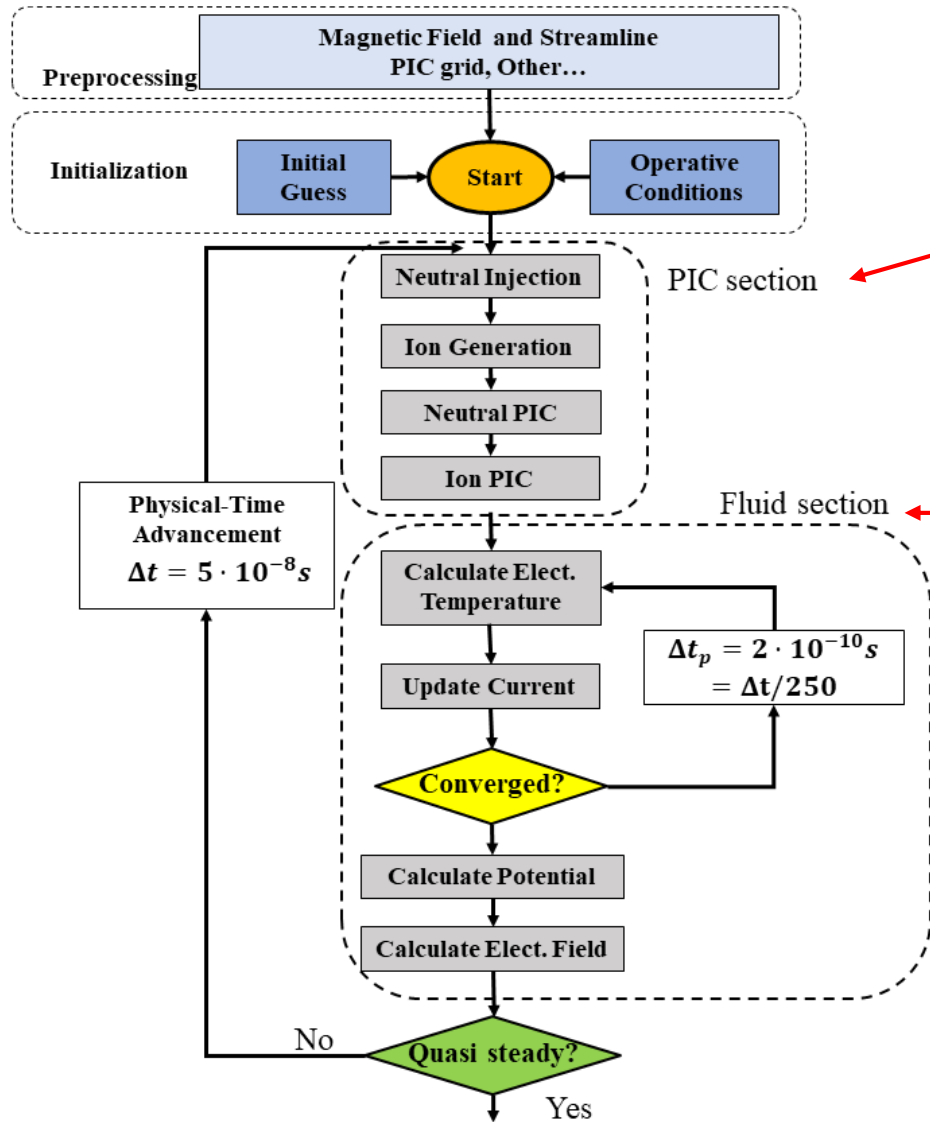 Magnetic Field and Streamline
PIC grid, Other…
Preprocessing
Initialization
Initial
Guess
Start
Operative
Conditions
Neutral Injection
PIC section
Ion Generation
Neutral PIC
Ion PIC
Physical-Time
Advancement
Δt = 5 · 10⁻⁸s
Fluid section
Calculate Elect.
Temperature
Δtₚ = 2 · 10⁻¹⁰s
= Δt/250
Update Current
Converged?
Calculate Potential
Calculate Elect. Field
No
Quasi steady?
Yes